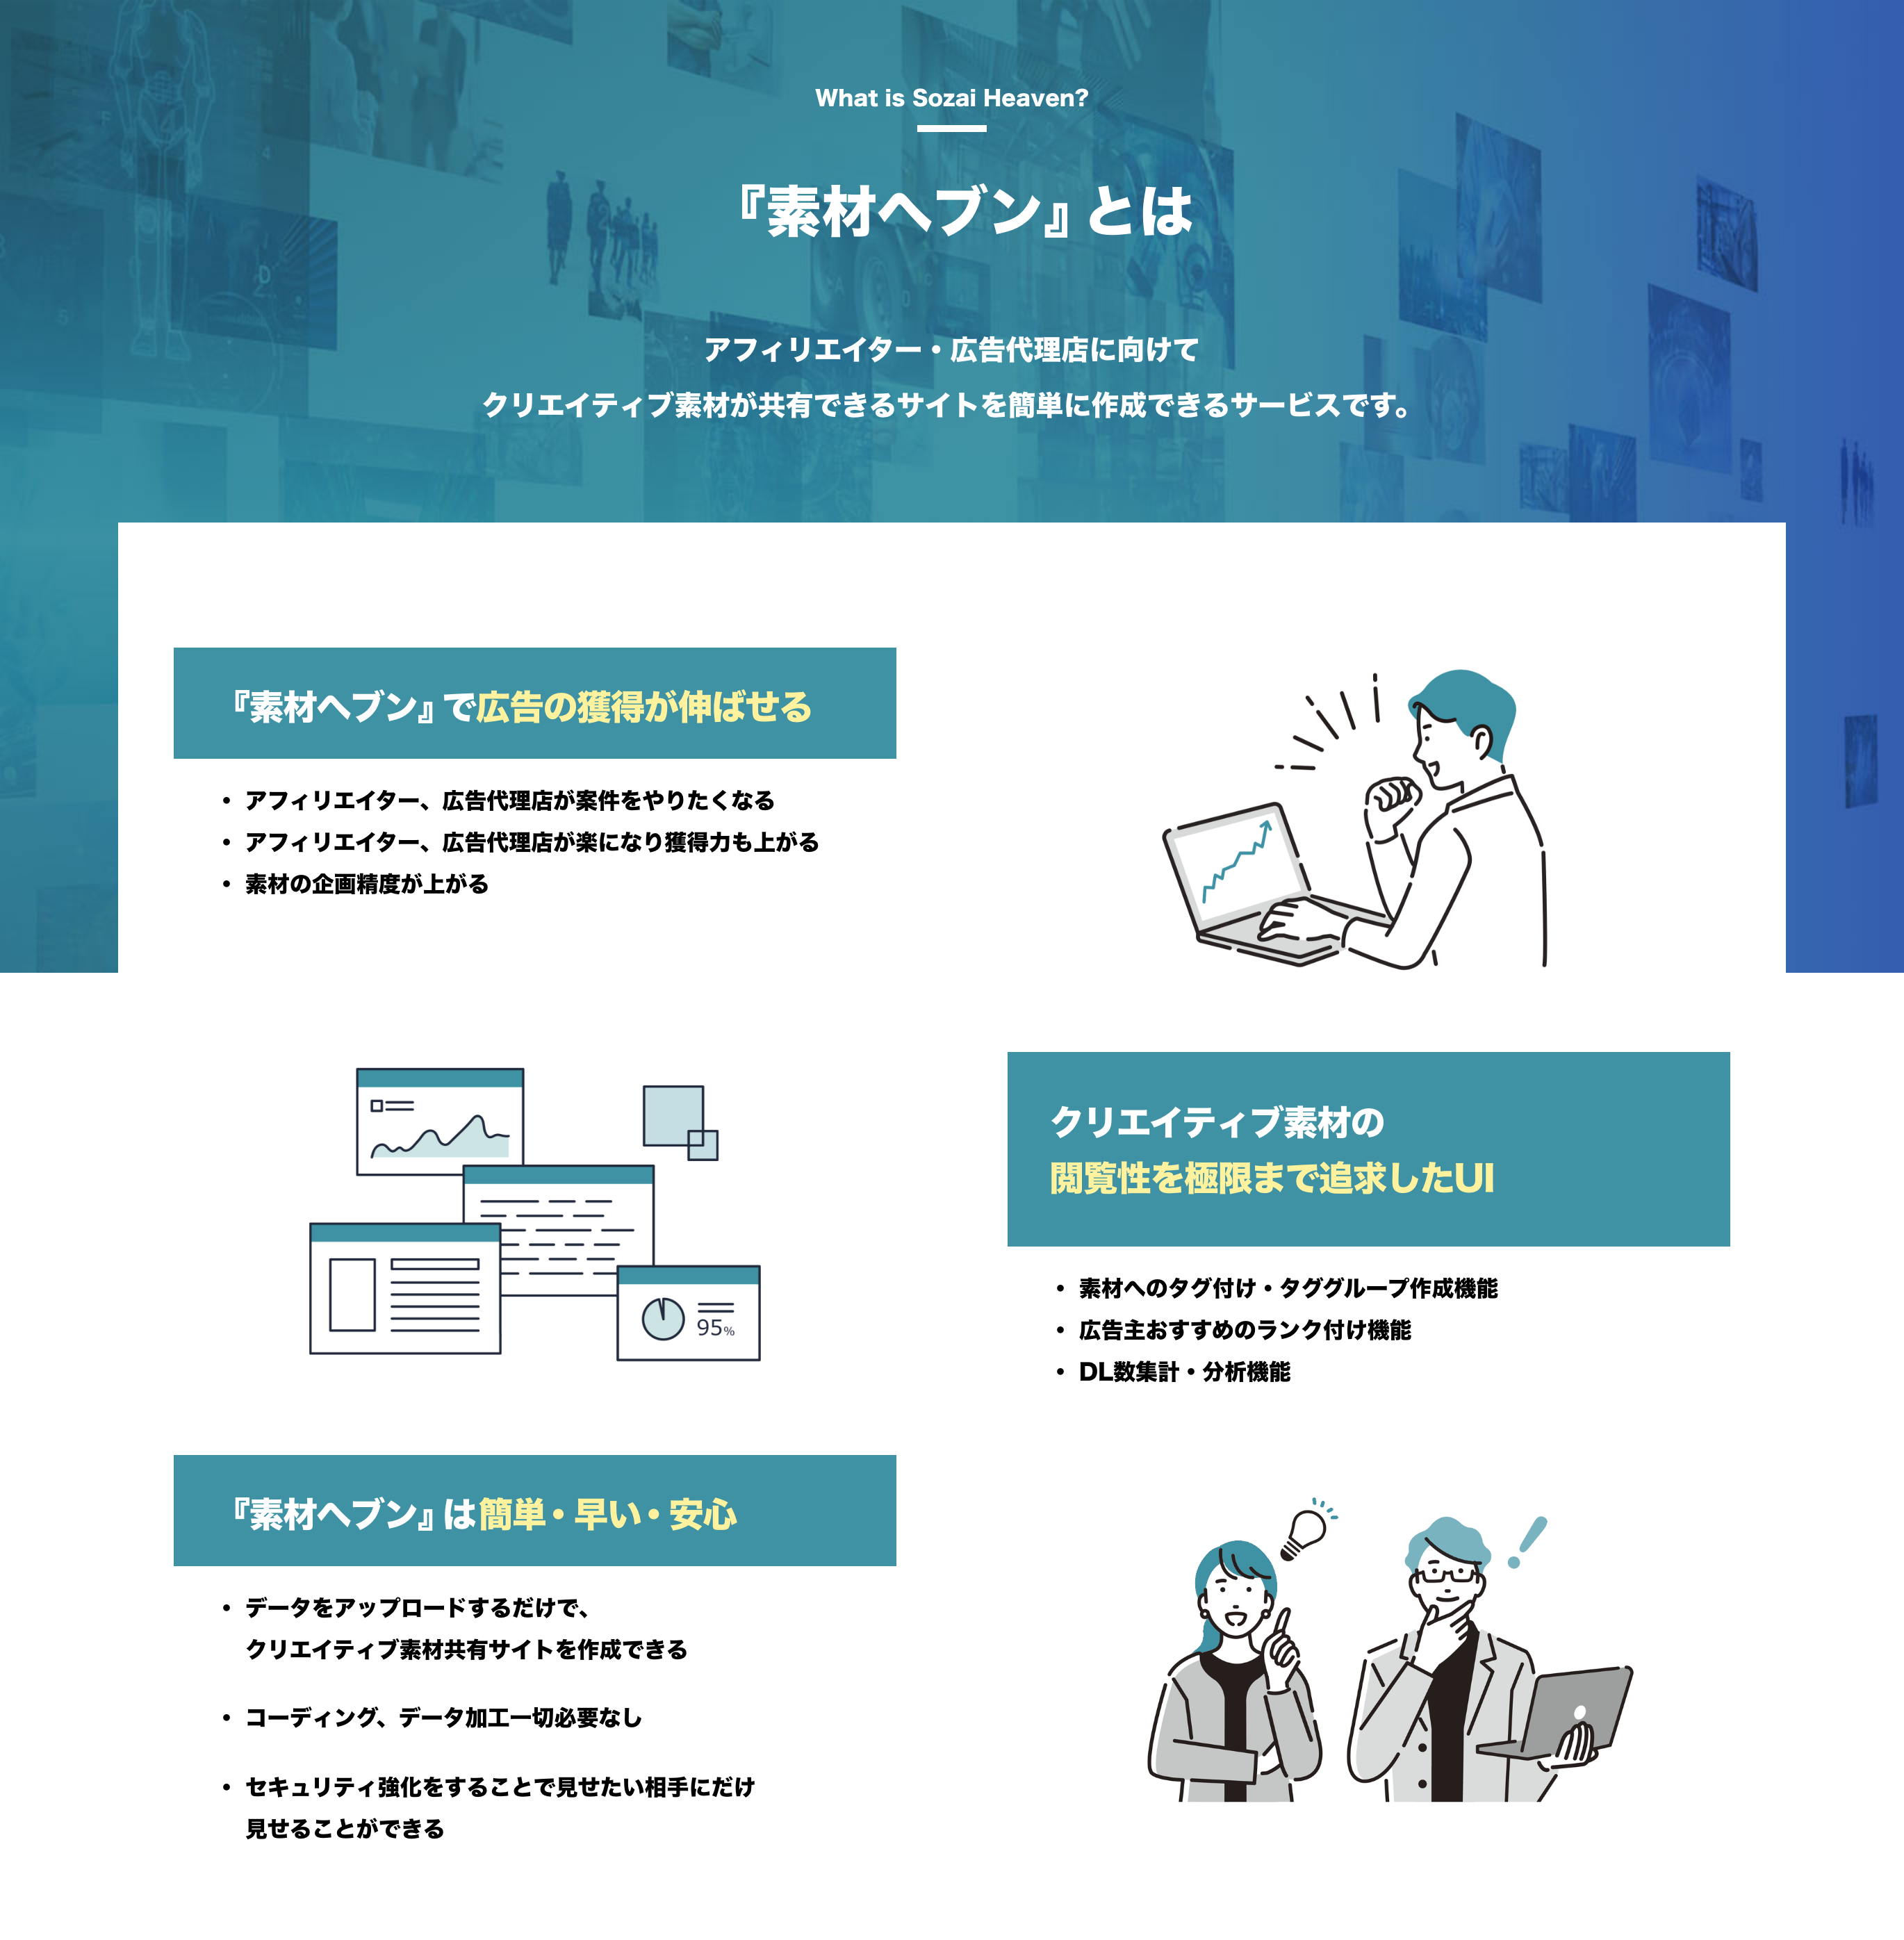 What is Sozai Heaven?
『素材ヘブン』とは
アフィリエイター・広告代理店に向けて
クリエイティブ素材が共有できるサイトを簡単に作成できるサービスです。
『素材ヘブン』で広告の獲得が伸ばせる
• アフィリエイター、広告代理店が案件をやりたくなる
• アフィリエイター、広告代理店が楽になり獲得力も上がる
• 素材の企画精度が上がる
クリエイティブ素材の
閲覧性を極限まで追求したUI
• 素材へのタグ付け・タググループ作成機能
• 広告主おすすめのランク付け機能
• DL数集計・分析機能
95%
『素材ヘブン』は簡単・早い・安心
• データをアップロードするだけで、
クリエイティブ素材共有サイトを作成できる
• コーディング、データ加工一切必要なし
• セキュリティ強化をすることで見せたい相手にだけ
見せることができる